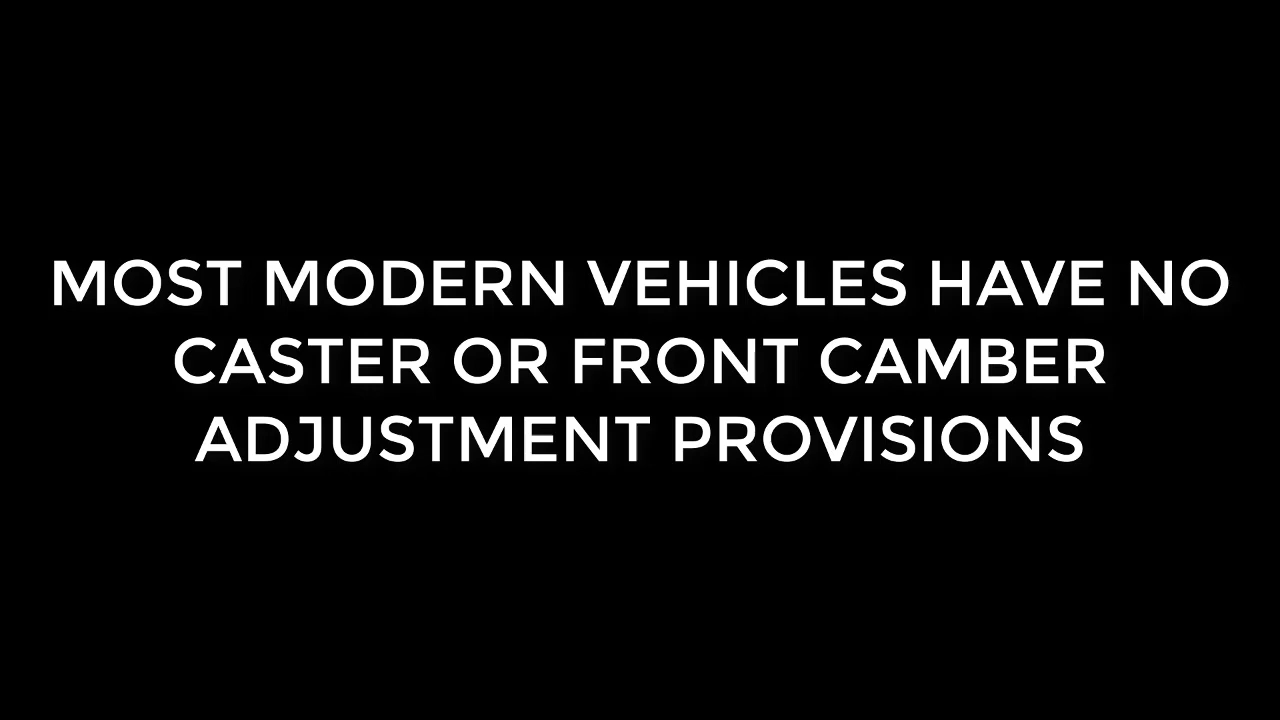 MOST MODERN VEHICLES HAVE NO
CASTER OR FRONT CAMBER
ADJUSTMENT PROVISIONS